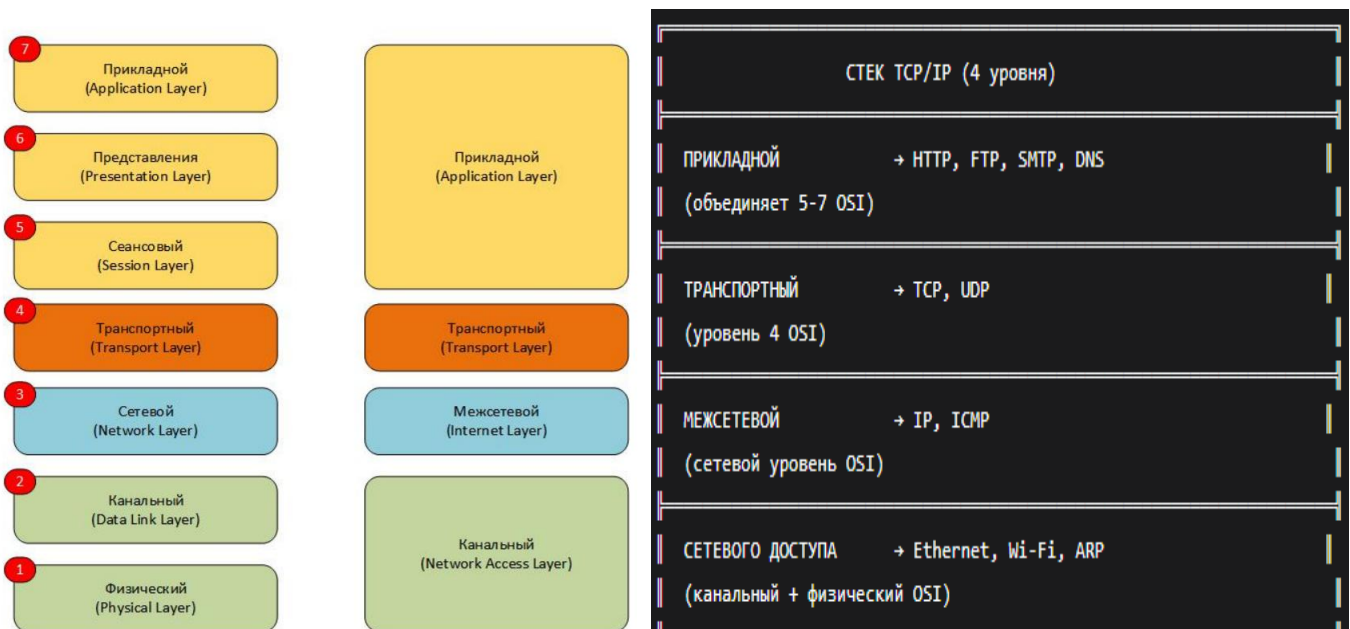 7
Прикладной
(Application Layer)
6
Представления
(Presentation Layer)
5
Сеансовый
(Session Layer)
4
Транспортный
(Transport Layer)
3
Сетевой
(Network Layer)
2
Канальный
(Data Link Layer)
1
Физический
(Physical Layer)
Прикладной
(Application Layer)
Транспортный
(Transport Layer)
Межсетевой
(Internet Layer)
Канальный
(Network Access Layer)
СТЕК TCP/IP (4 уровня)
ПРИКЛАДНОЙ → HTTP, FTP, SMTP, DNS
(объединяет 5-7 OSI)
ТРАНСПОРТНЫЙ → TCP, UDP
(уровень 4 OSI)
МЕЖСЕТЕВОЙ → IP, ICMP
(сетевой уровень OSI)
СЕТЕВОГО ДОСТУПА → Ethernet, Wi-Fi, ARP
(канальный + физический OSI)